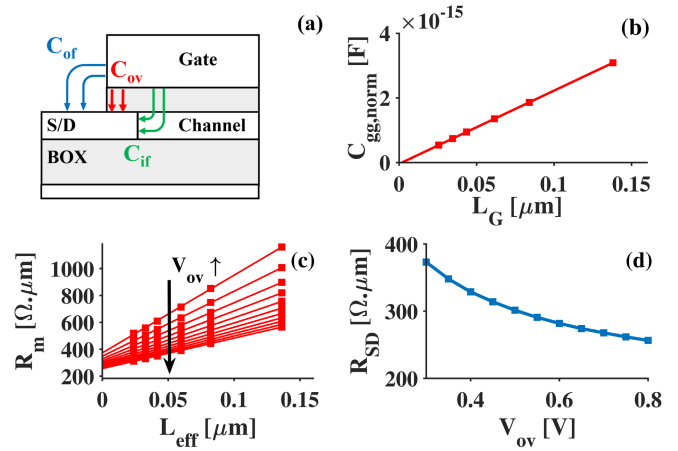 (a)
C_of
C_ov
Gate
S/D
Channel
C_if
BOX
(b)
×10^-15
C_gg,norm [F]
4
2
0
0
0.05
0.1
0.15
L_G [μm]
(c)
V_ov ↑
R_m [Ω.μm]
1000
800
600
400
200
0
0.05
0.1
0.15
L_eff [μm]
(d)
R_SD [Ω.μm]
400
300
200
0.4
0.6
0.8
V_ov [V]